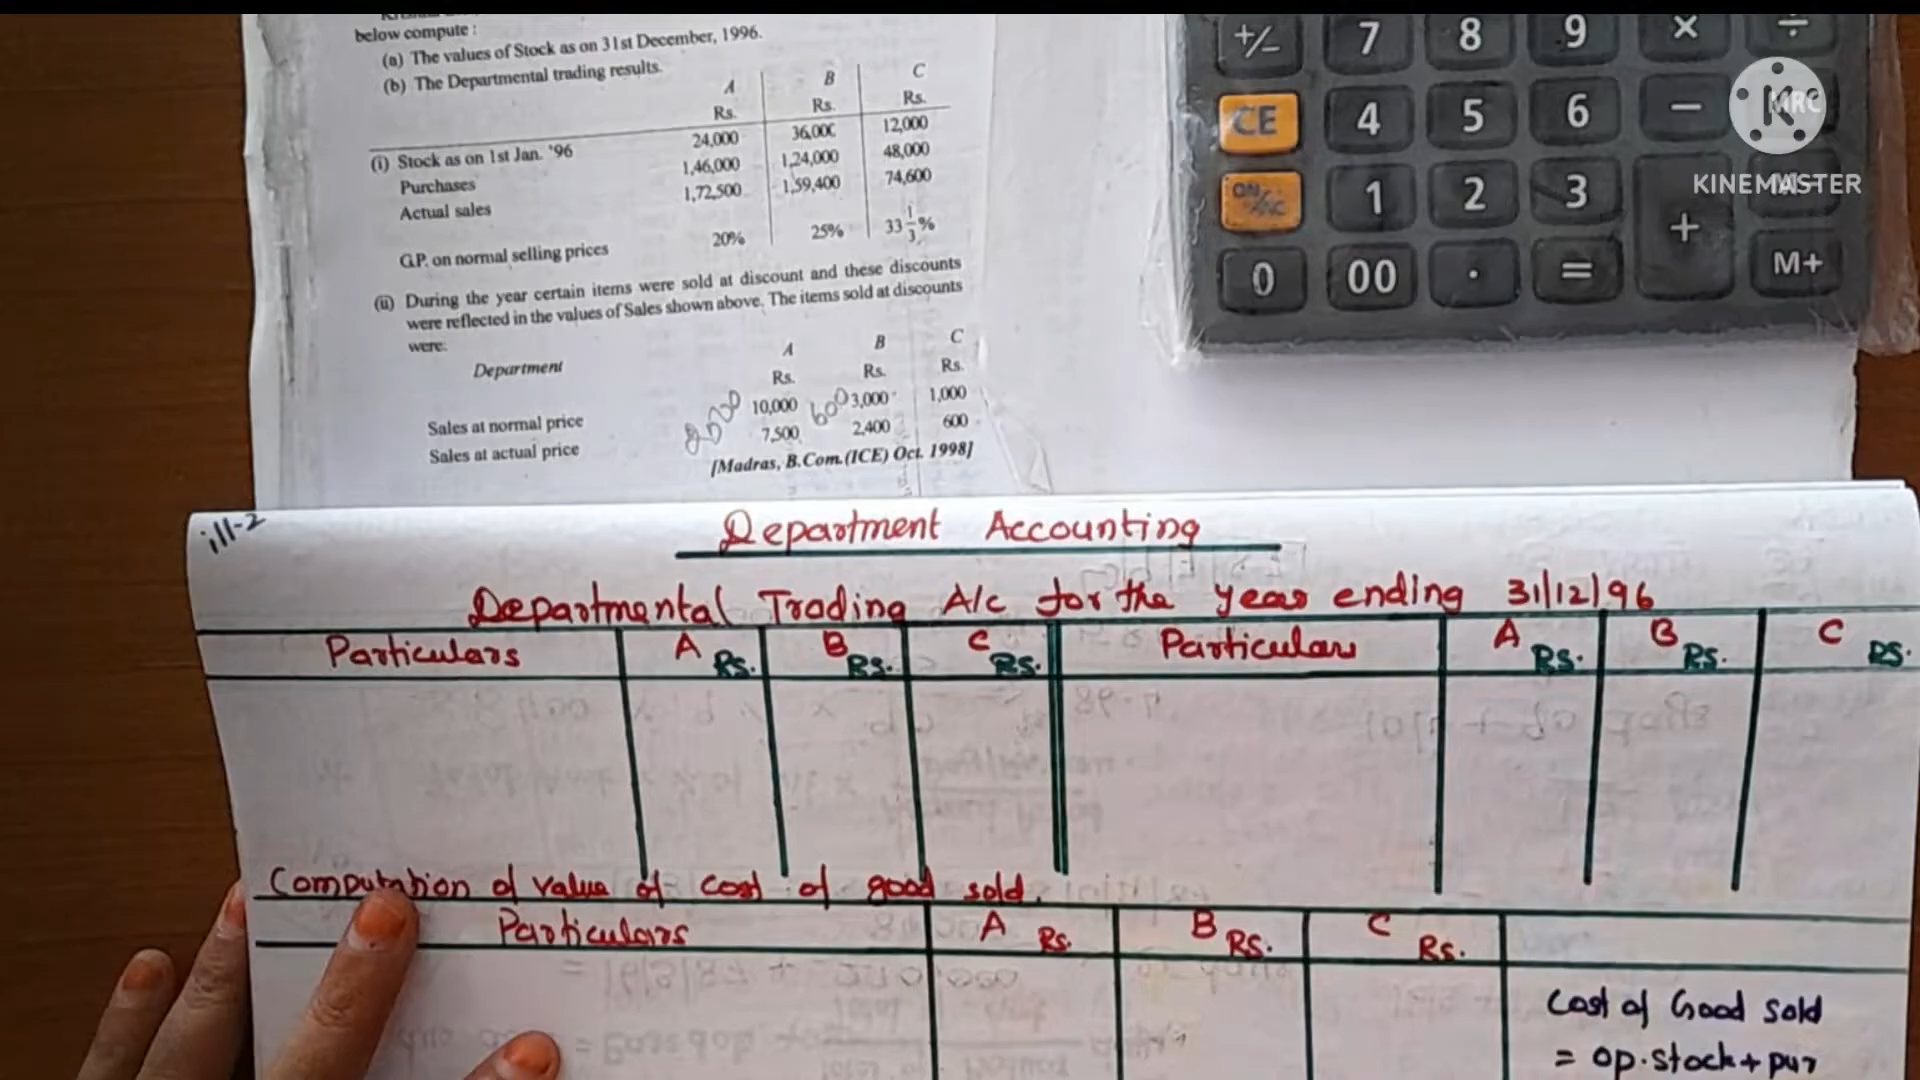 below compute :
(a) The values of Stock as on 31st December, 1996.
(b) The Departmental trading results.
A B C
Rs. Rs. Rs.
(i) Stock as on 1st Jan. '96 24,000 36,000 12,000
Purchases 1,46,000 1,24,000 48,000
Actual sales 1,72,500 1,59,400 74,600
G.P. on normal selling prices 20% 25% 33 1/3%
(ii) During the year certain items were sold at discount and these discounts
were reflected in the values of Sales shown above. The items sold at discounts
were:
Department A B C
Rs. Rs. Rs.
Sales at normal price 10,000 600 3,000 1,000
Sales at actual price 7,500 2,400 600
[Madras, B.Com.(ICE) Oct. 1998]
+/- 7 8 9 × ÷
CE 4 5 6 −
ON/AC 1 2 3 +
0 00 . = M+
KINEMASTER
ill-2
Department Accounting
Departmental Trading A/c for the year ending 31/12/96
Particulars A Rs. B Rs. C Rs. Particulars A Rs. B Rs. C Rs.
Computation of value of cost of good sold.
Particulars A Rs. B Rs. C Rs.
Cost of Good sold
= op.stock + pur